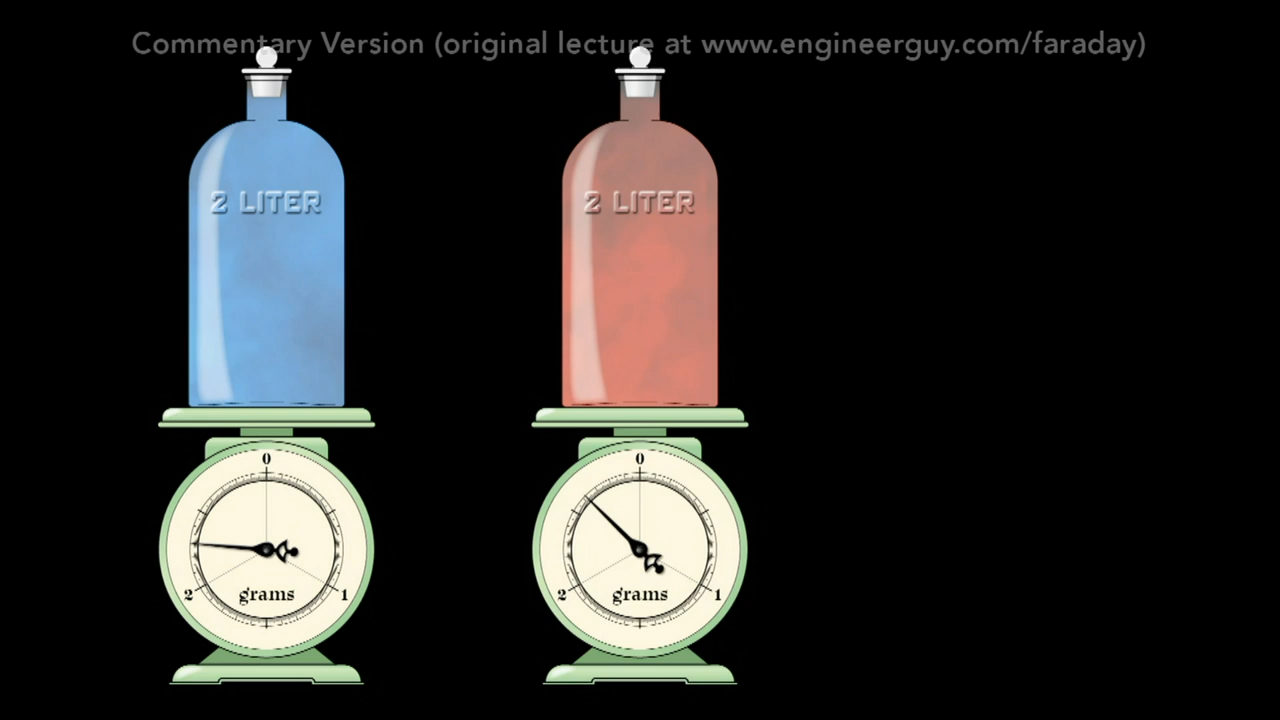 Commentary Version (original lecture at www.engineerguy.com/faraday)
2 LITER
2 LITER
0
0
2
1
2
1
grams
grams